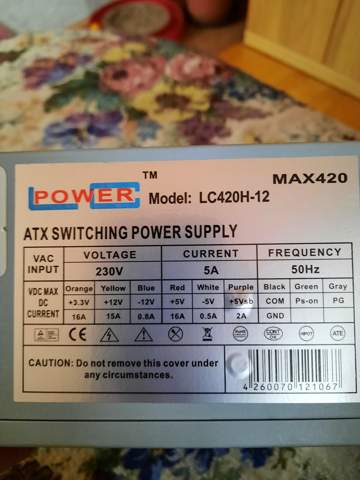 LC POWER TM
MAX420
Model: LC420H-12
ATX SWITCHING POWER SUPPLY
VAC INPUT VOLTAGE CURRENT FREQUENCY
230V 5A 50Hz
VDC MAX DC CURRENT Orange Yellow Blue Red White Purple Black Green Gray
+3.3V +12V -12V +5V -5V +5Vsb COM Ps-on PG
16A 15A 0.8A 16A 0.5A 2A GND
CE HIPOT ATE
CAUTION: Do not remove this cover under
any circumstances.
4 260070 121067